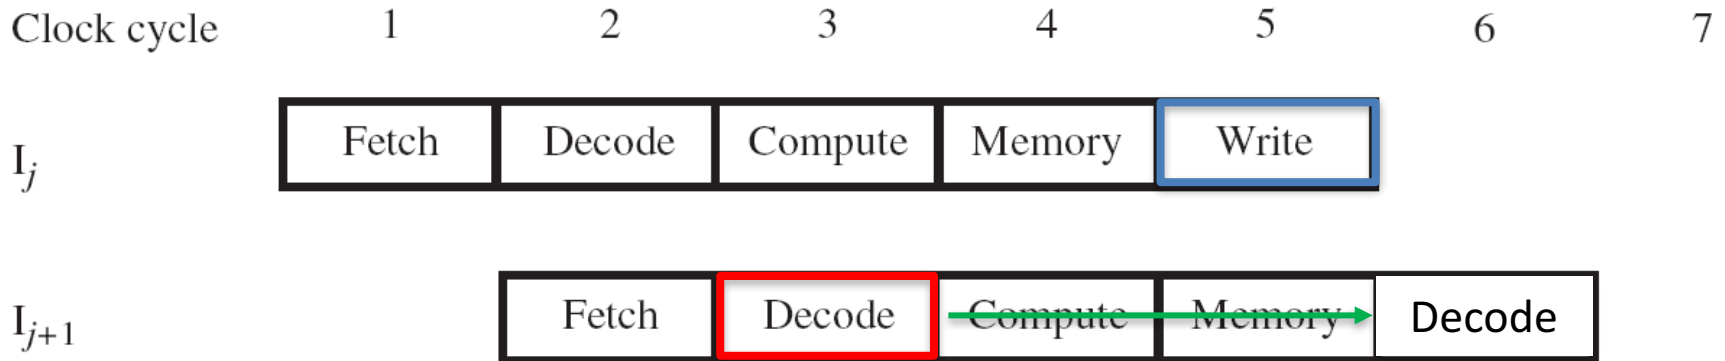 Clock cycle 1 2 3 4 5 6 7
Ij Fetch Decode Compute Memory Write
Ij+1 Fetch Decode Compute Memory Decode